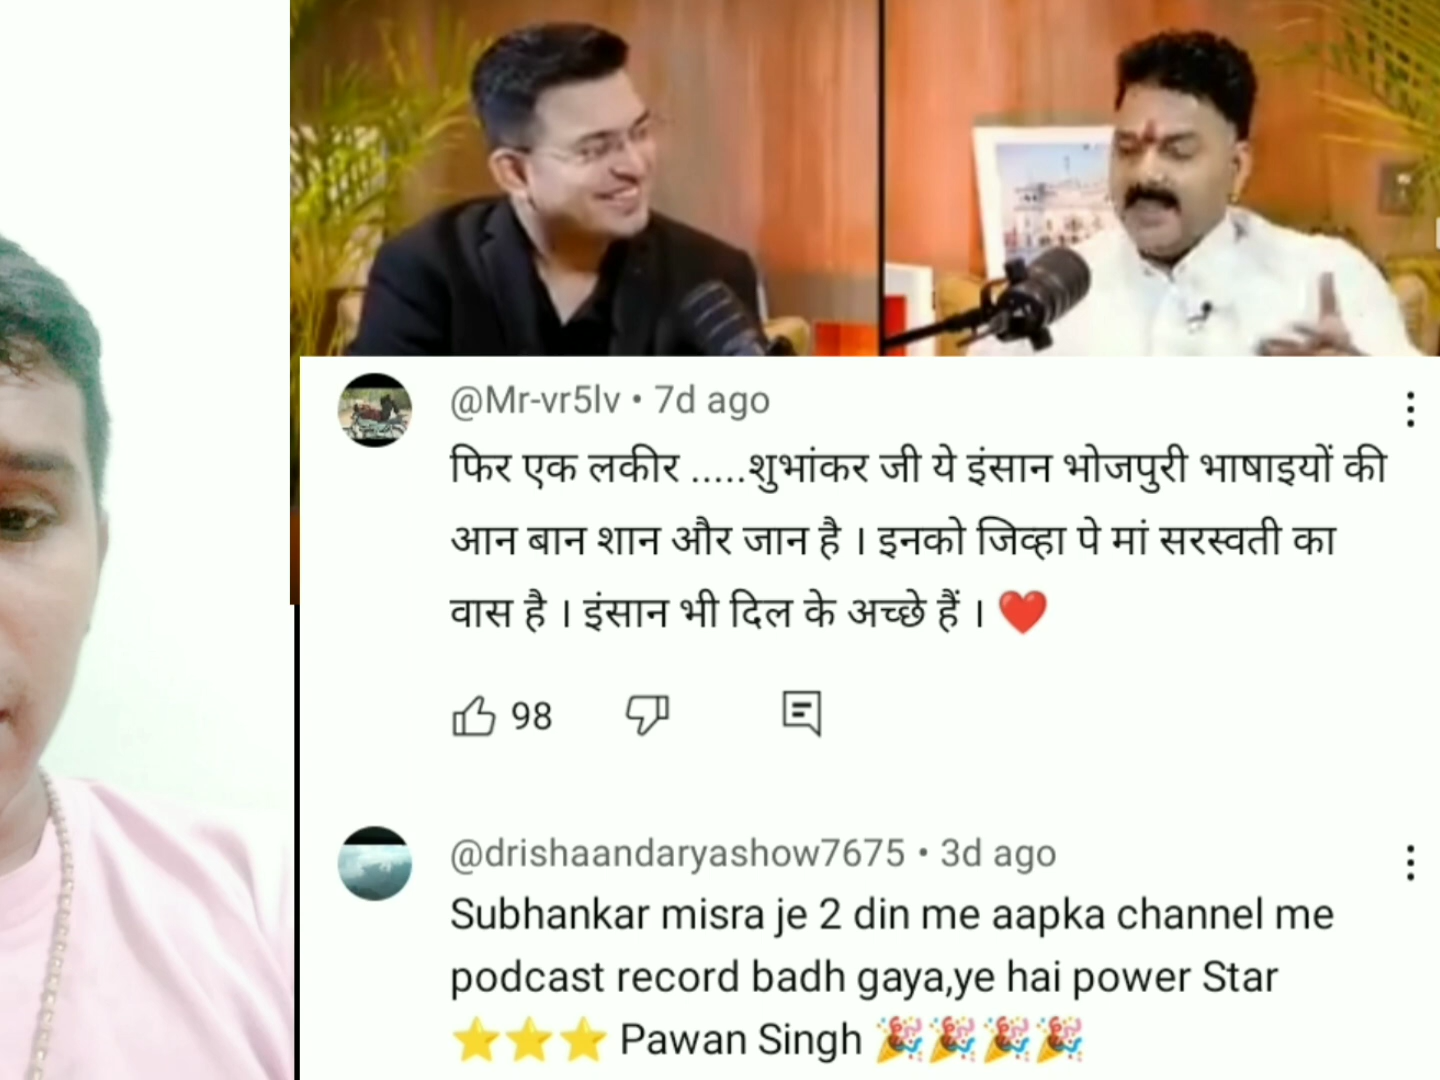 @Mr-vr5lv • 7d ago
फिर एक लकीर .....शुभांकर जी ये इंसान भोजपुरी भाषाइयों की
आन बान शान और जान है । इनको जिव्हा पे मां सरस्वती का
वास है । इंसान भी दिल के अच्छे हैं । ❤️
98
@drishaandaryashow7675 • 3d ago
Subhankar misra je 2 din me aapka channel me
podcast record badh gaya,ye hai power Star
⭐⭐⭐ Pawan Singh 🎉🎉🎉🎉